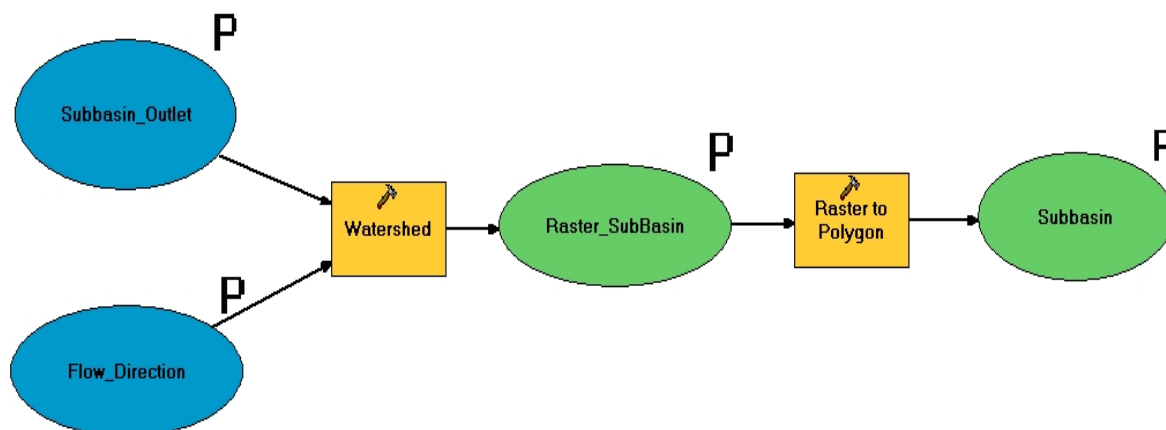 P
Subbasin_Outlet
P
Flow_Direction
Watershed
P
Raster_SubBasin
Raster to
Polygon
P
Subbasin